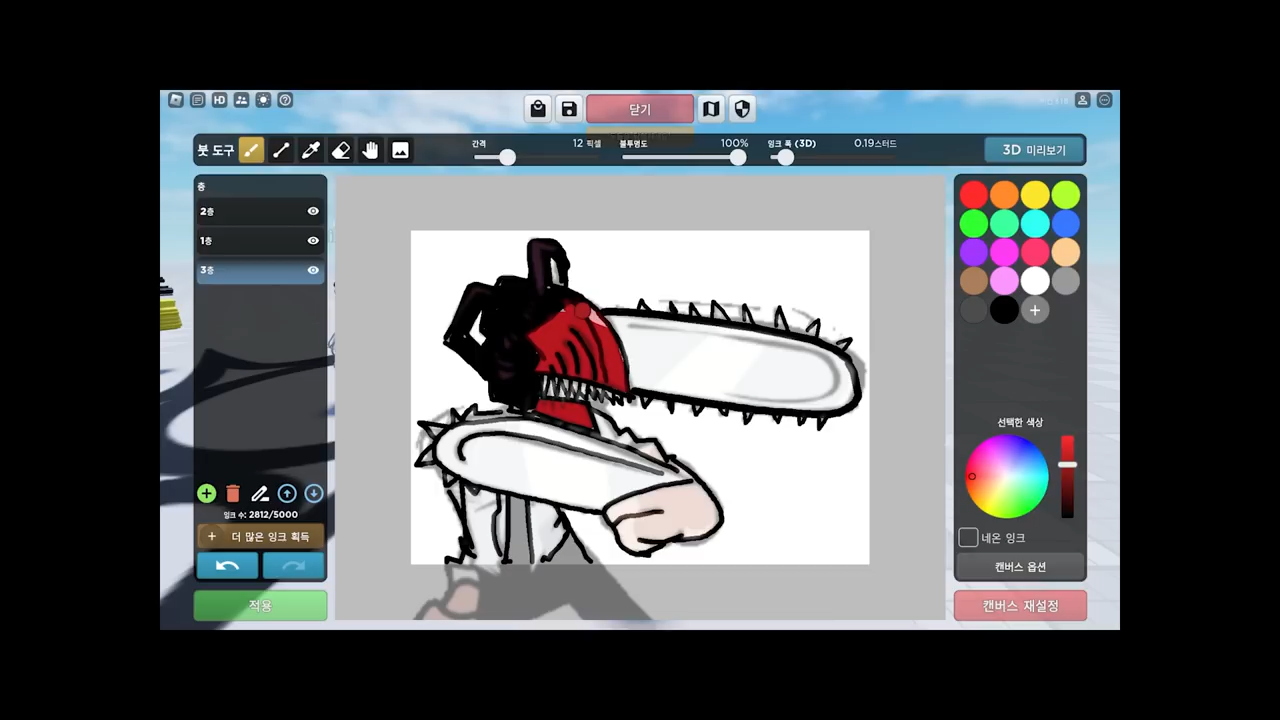 HD
닫기
붓 도구
간격
12 픽셀
불투명도
100%
잉크 폭 (3D)
0.19스터드
3D 미리보기
층
2층
1층
3층
잉크 수: 2812/5000
+ 더 많은 잉크 획득
적용
선택한 색상
네온 잉크
캔버스 옵션
캔버스 재설정